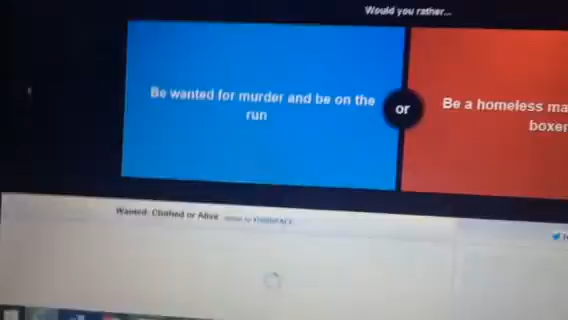 Would you rather...
Be wanted for murder and be on the
run
or
Be a homeless ma
boxer
Wanted: Clothed or Alive